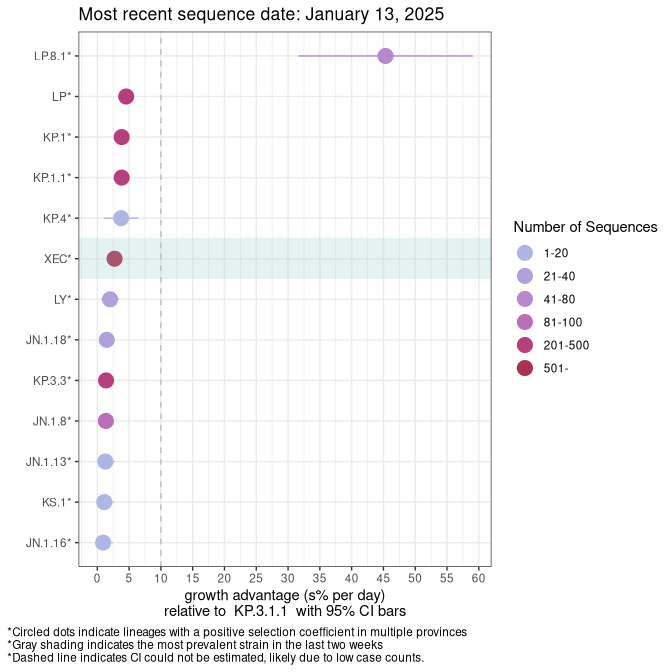 Most recent sequence date: January 13, 2025
LP.8.1*
LP*
KP.1*
KP.1.1*
KP.4*
XEC*
LY*
JN.1.18*
KP.3.3*
JN.1.8*
JN.1.13*
KS.1*
JN.1.16*
0 5 10 15 20 25 30 35 40 45 50 55 60
growth advantage (s% per day)
relative to KP.3.1.1 with 95% CI bars
Number of Sequences
1-20
21-40
41-80
81-100
201-500
501-
*Circled dots indicate lineages with a positive selection coefficient in multiple provinces
*Gray shading indicates the most prevalent strain in the last two weeks
*Dashed line indicates CI could not be estimated, likely due to low case counts.